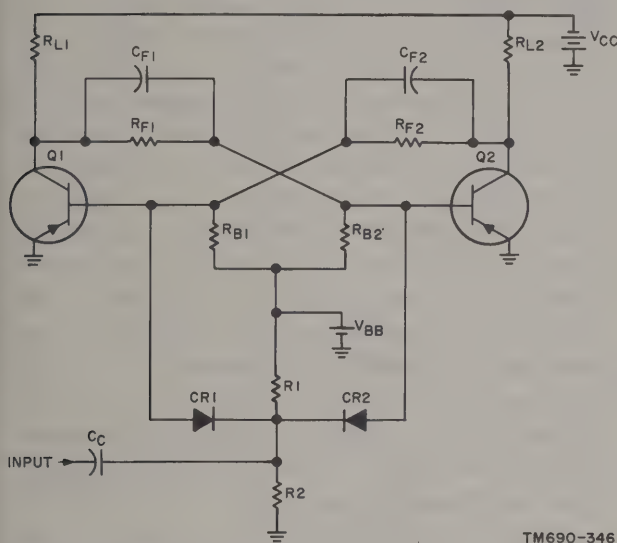 RL1
CF1
RF1
CF2
RF2
RL2
VCC
Q1
Q2
RB1
RB2
VBB
R1
CR1
CR2
CC
INPUT
R2
TM690-346